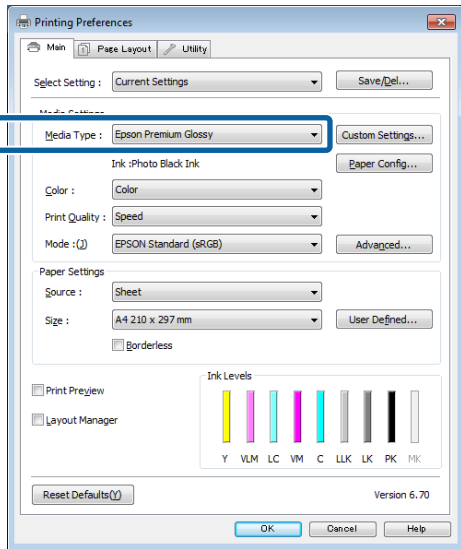 Printing Preferences
Main Page Layout Utility
Select Setting : Current Settings Save/Del...
Media Settings
Media Type : Epson Premium Glossy Custom Settings...
Ink :Photo Black Ink Paper Config...
Color : Color
Print Quality : Speed
Mode :(J) EPSON Standard (sRGB) Advanced...
Paper Settings
Source : Sheet
Size : A4 210 x 297 mm User Defined...
Borderless
Ink Levels
Print Preview
Layout Manager
Y VLM LC VM C LLK LK PK MK
Reset Defaults(Y) Version 6.70
OK Cancel Help